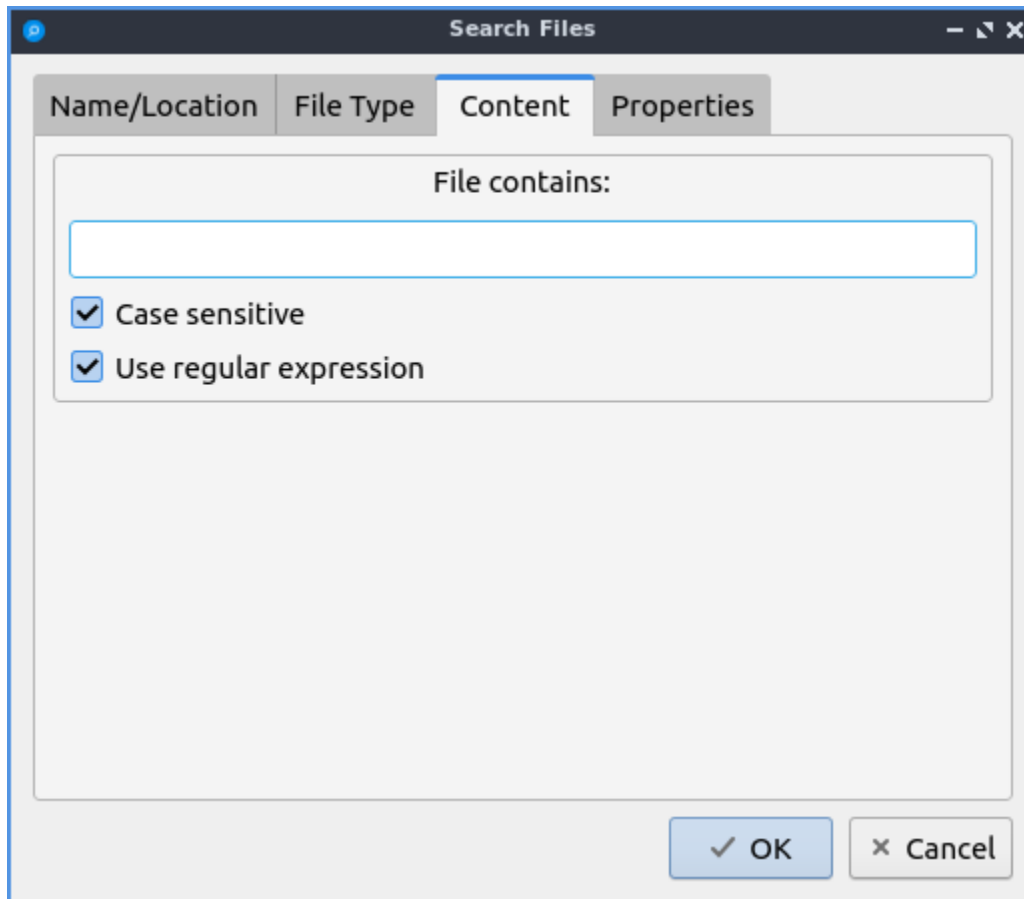 Search Files
Name/Location File Type Content Properties
File contains:
Case sensitive
Use regular expression
OK Cancel